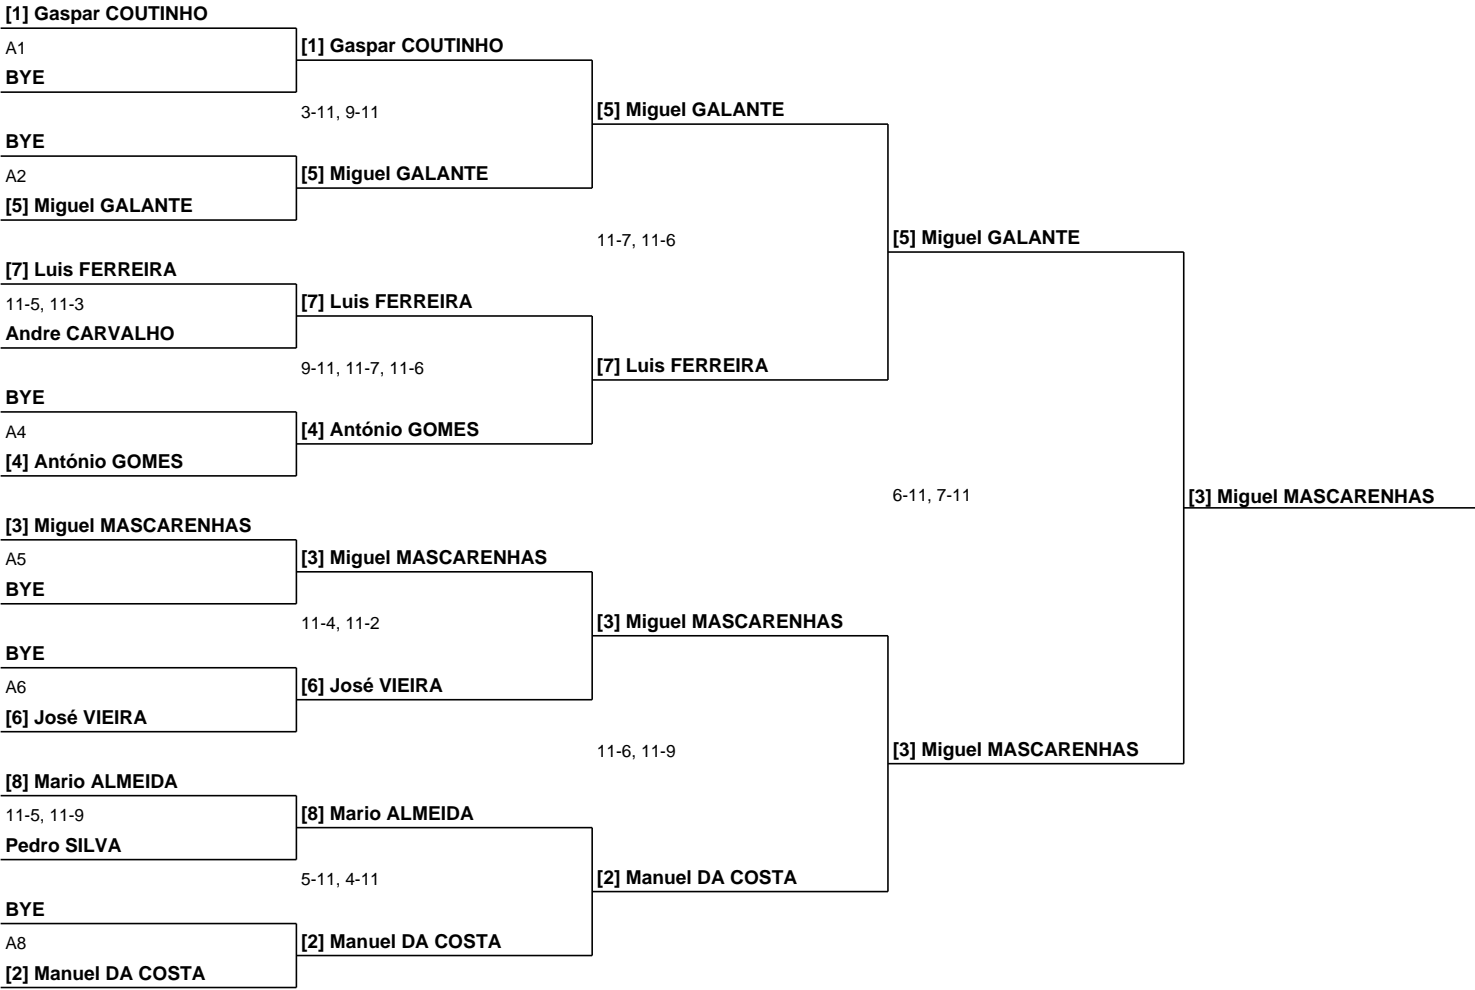 [1] Gaspar COUTINHO
A1
BYE
[1] Gaspar COUTINHO
3-11, 9-11
BYE
A2
[5] Miguel GALANTE
[5] Miguel GALANTE
[5] Miguel GALANTE
11-7, 11-6
[7] Luis FERREIRA
11-5, 11-3
Andre CARVALHO
[7] Luis FERREIRA
9-11, 11-7, 11-6
BYE
A4
[4] António GOMES
[4] António GOMES
[7] Luis FERREIRA
[5] Miguel GALANTE
6-11, 7-11
[3] Miguel MASCARENHAS
A5
BYE
[3] Miguel MASCARENHAS
11-4, 11-2
BYE
A6
[6] José VIEIRA
[6] José VIEIRA
[3] Miguel MASCARENHAS
11-6, 11-9
[8] Mario ALMEIDA
11-5, 11-9
Pedro SILVA
[8] Mario ALMEIDA
5-11, 4-11
BYE
A8
[2] Manuel DA COSTA
[2] Manuel DA COSTA
[2] Manuel DA COSTA
[3] Miguel MASCARENHAS
[3] Miguel MASCARENHAS